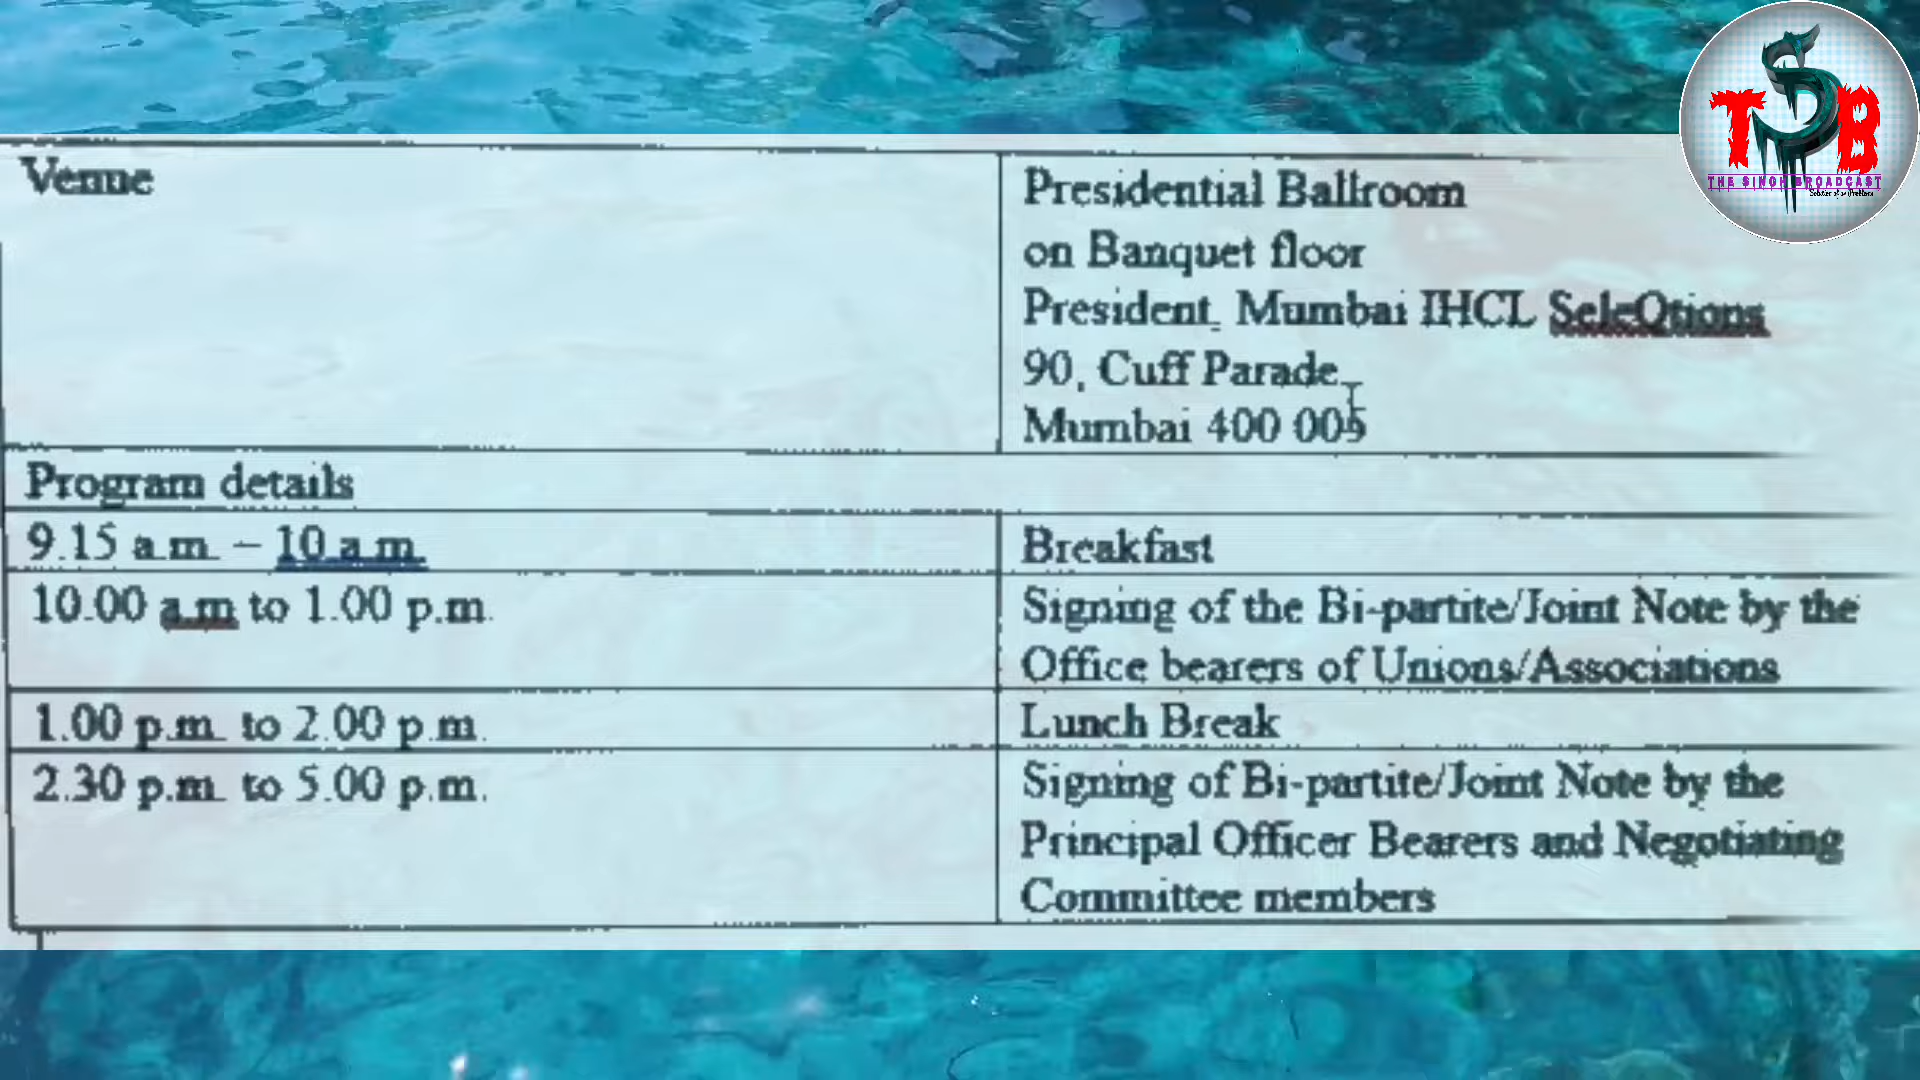 TSB
THE SINGH BROADCAST
Venue
Presidential Ballroom
on Banquet floor
President, Mumbai IHCL SeleQtions
90, Cuff Parade,
Mumbai 400 005
Program details
9.15 a.m. – 10 a.m.
Breakfast
10.00 a.m to 1.00 p.m.
Signing of the Bi-partite/Joint Note by the
Office bearers of Unions/Associations
1.00 p.m. to 2.00 p.m.
Lunch Break
2.30 p.m. to 5.00 p.m.
Signing of Bi-partite/Joint Note by the
Principal Officer Bearers and Negotiating
Committee members